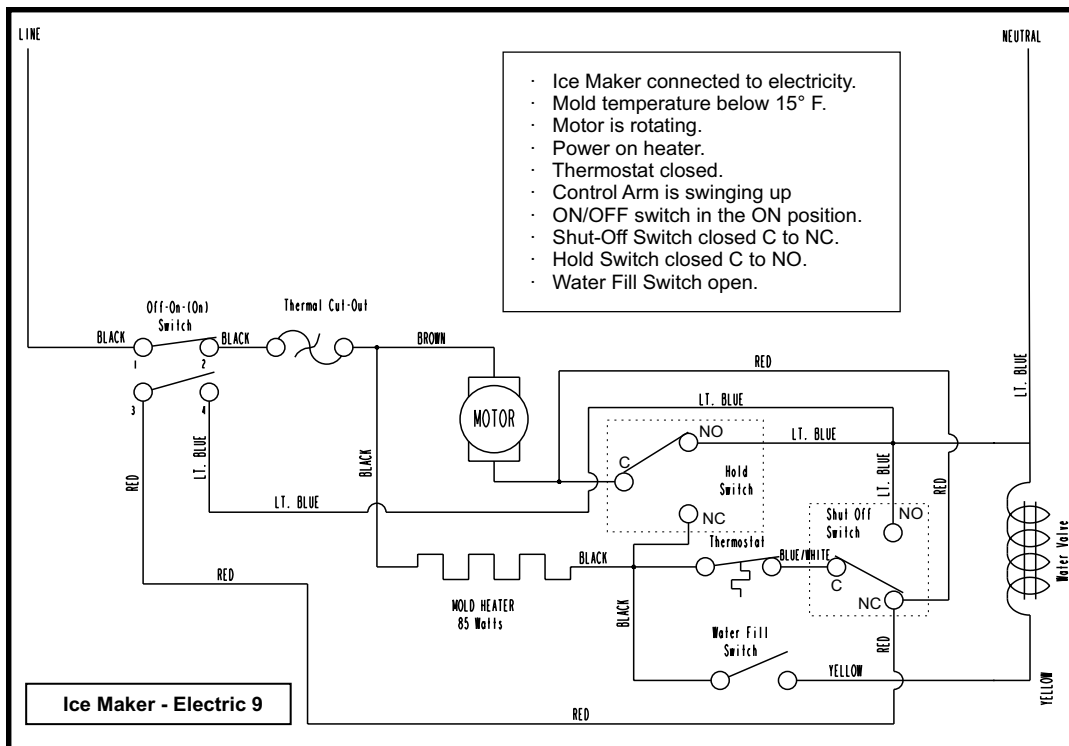 LINE
NEUTRAL
· Ice Maker connected to electricity.
· Mold temperature below 15° F.
· Motor is rotating.
· Power on heater.
· Thermostat closed.
· Control Arm is swinging up
· ON/OFF switch in the ON position.
· Shut-Off Switch closed C to NC.
· Hold Switch closed C to NO.
· Water Fill Switch open.
Off-On-(On)
Switch
Thermal Cut-Out
BLACK
BLACK
BROWN
1
2
3
4
RED
LT. BLUE
LT. BLUE
MOTOR
NO
LT. BLUE
C
Hold
Switch
NC
LT. BLUE
RED
LT. BLUE
BLACK
LT. BLUE
RED
NO
Shut Off
Switch
Thermostat
BLUE/WHITE
C
NC
BLACK
RED
MOLD HEATER
85 Watts
BLACK
Water Fill
Switch
RED
YELLOW
Water Valve
YELLOW
Ice Maker - Electric 9
RED